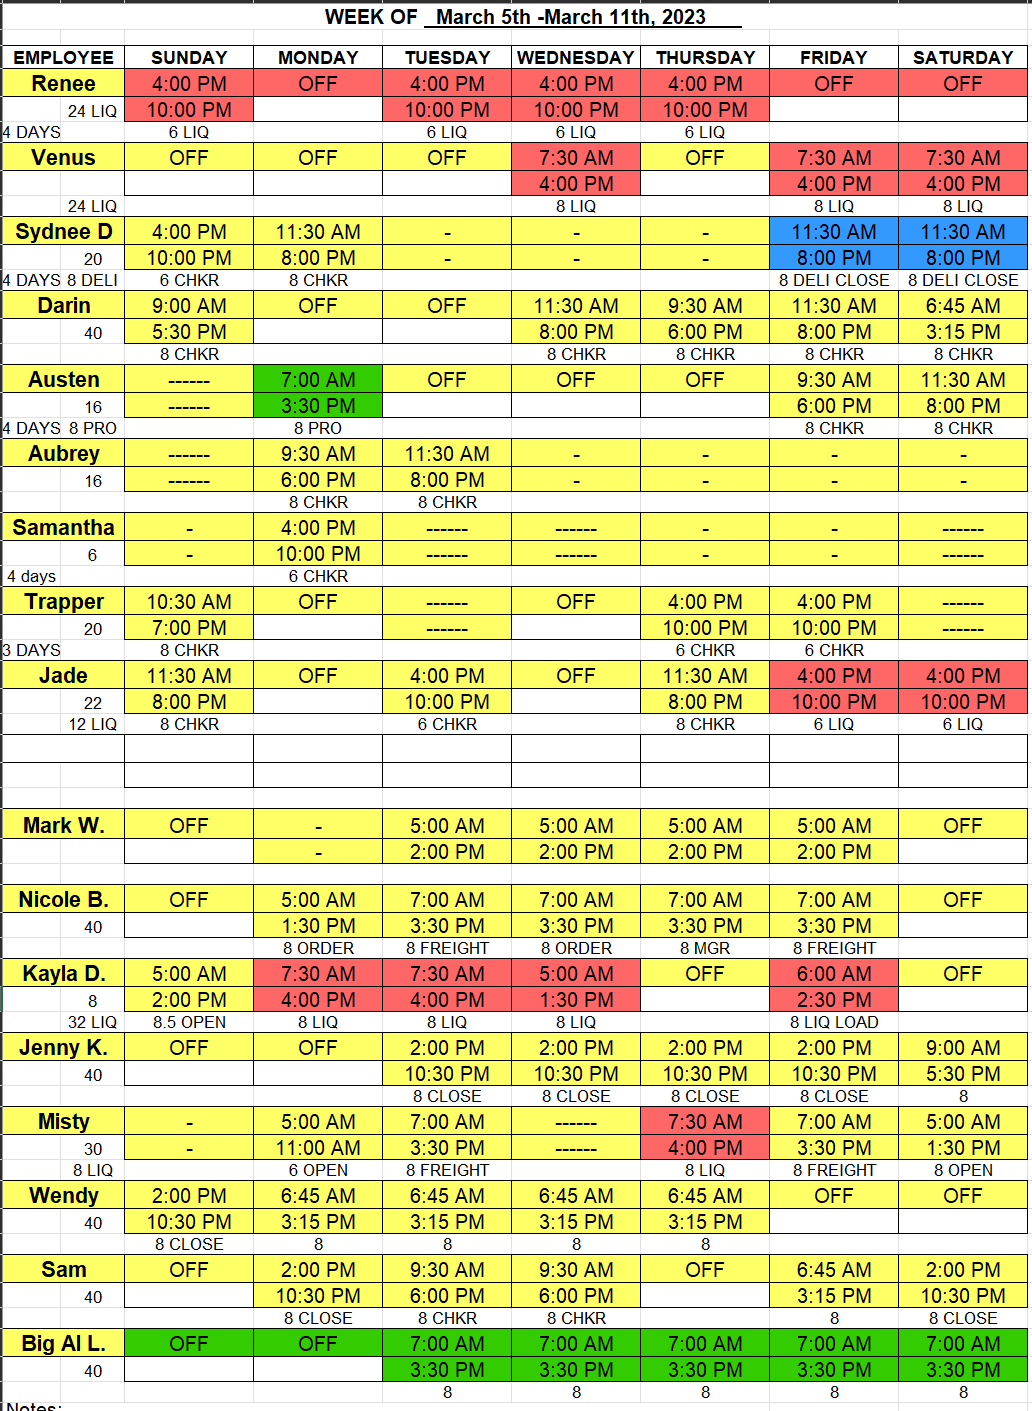 WEEK OF March 5th -March 11th, 2023
EMPLOYEE SUNDAY MONDAY TUESDAY WEDNESDAY THURSDAY FRIDAY SATURDAY
Renee 4:00 PM OFF 4:00 PM 4:00 PM 4:00 PM OFF OFF
24 LIQ 10:00 PM 10:00 PM 10:00 PM 10:00 PM
4 DAYS 6 LIQ 6 LIQ 6 LIQ 6 LIQ
Venus OFF OFF OFF 7:30 AM OFF 7:30 AM 7:30 AM
4:00 PM 4:00 PM 4:00 PM
24 LIQ 8 LIQ 8 LIQ 8 LIQ
Sydnee D 4:00 PM 11:30 AM - - - 11:30 AM 11:30 AM
20 10:00 PM 8:00 PM - - - 8:00 PM 8:00 PM
4 DAYS 8 DELI 6 CHKR 8 CHKR 8 DELI CLOSE 8 DELI CLOSE
Darin 9:00 AM OFF OFF 11:30 AM 9:30 AM 11:30 AM 6:45 AM
40 5:30 PM 8:00 PM 6:00 PM 8:00 PM 3:15 PM
8 CHKR 8 CHKR 8 CHKR 8 CHKR 8 CHKR
Austen ------ 7:00 AM OFF OFF OFF 9:30 AM 11:30 AM
16 ------ 3:30 PM 6:00 PM 8:00 PM
4 DAYS 8 PRO 8 PRO 8 CHKR 8 CHKR
Aubrey ------ 9:30 AM 11:30 AM - - - -
16 ------ 6:00 PM 8:00 PM - - - -
8 CHKR 8 CHKR
Samantha - 4:00 PM ------ ------ - - ------
6 - 10:00 PM ------ ------ - - ------
4 days 6 CHKR
Trapper 10:30 AM OFF ------ OFF 4:00 PM 4:00 PM ------
20 7:00 PM ------ 10:00 PM 10:00 PM ------
3 DAYS 8 CHKR 6 CHKR 6 CHKR
Jade 11:30 AM OFF 4:00 PM OFF 11:30 AM 4:00 PM 4:00 PM
22 8:00 PM 10:00 PM 8:00 PM 10:00 PM 10:00 PM
12 LIQ 8 CHKR 6 CHKR 8 CHKR 6 LIQ 6 LIQ
Mark W. OFF - 5:00 AM 5:00 AM 5:00 AM 5:00 AM OFF
- 2:00 PM 2:00 PM 2:00 PM 2:00 PM
Nicole B. OFF 5:00 AM 7:00 AM 7:00 AM 7:00 AM 7:00 AM OFF
40 1:30 PM 3:30 PM 3:30 PM 3:30 PM 3:30 PM
8 ORDER 8 FREIGHT 8 ORDER 8 MGR 8 FREIGHT
Kayla D. 5:00 AM 7:30 AM 7:30 AM 5:00 AM OFF 6:00 AM OFF
8 2:00 PM 4:00 PM 4:00 PM 1:30 PM 2:30 PM
32 LIQ 8.5 OPEN 8 LIQ 8 LIQ 8 LIQ 8 LIQ LOAD
Jenny K. OFF OFF 2:00 PM 2:00 PM 2:00 PM 2:00 PM 9:00 AM
40 10:30 PM 10:30 PM 10:30 PM 10:30 PM 5:30 PM
8 CLOSE 8 CLOSE 8 CLOSE 8 CLOSE 8
Misty - 5:00 AM 7:00 AM ------ 7:30 AM 7:00 AM 5:00 AM
30 - 11:00 AM 3:30 PM ------ 4:00 PM 3:30 PM 1:30 PM
8 LIQ 6 OPEN 8 FREIGHT 8 LIQ 8 FREIGHT 8 OPEN
Wendy 2:00 PM 6:45 AM 6:45 AM 6:45 AM 6:45 AM OFF OFF
40 10:30 PM 3:15 PM 3:15 PM 3:15 PM 3:15 PM
8 CLOSE 8 8 8 8
Sam OFF 2:00 PM 9:30 AM 9:30 AM OFF 6:45 AM 2:00 PM
40 10:30 PM 6:00 PM 6:00 PM 3:15 PM 10:30 PM
8 CLOSE 8 CHKR 8 CHKR 8 8 CLOSE
Big Al L. OFF OFF 7:00 AM 7:00 AM 7:00 AM 7:00 AM 7:00 AM
40 3:30 PM 3:30 PM 3:30 PM 3:30 PM 3:30 PM
8 8 8 8 8
Notes: